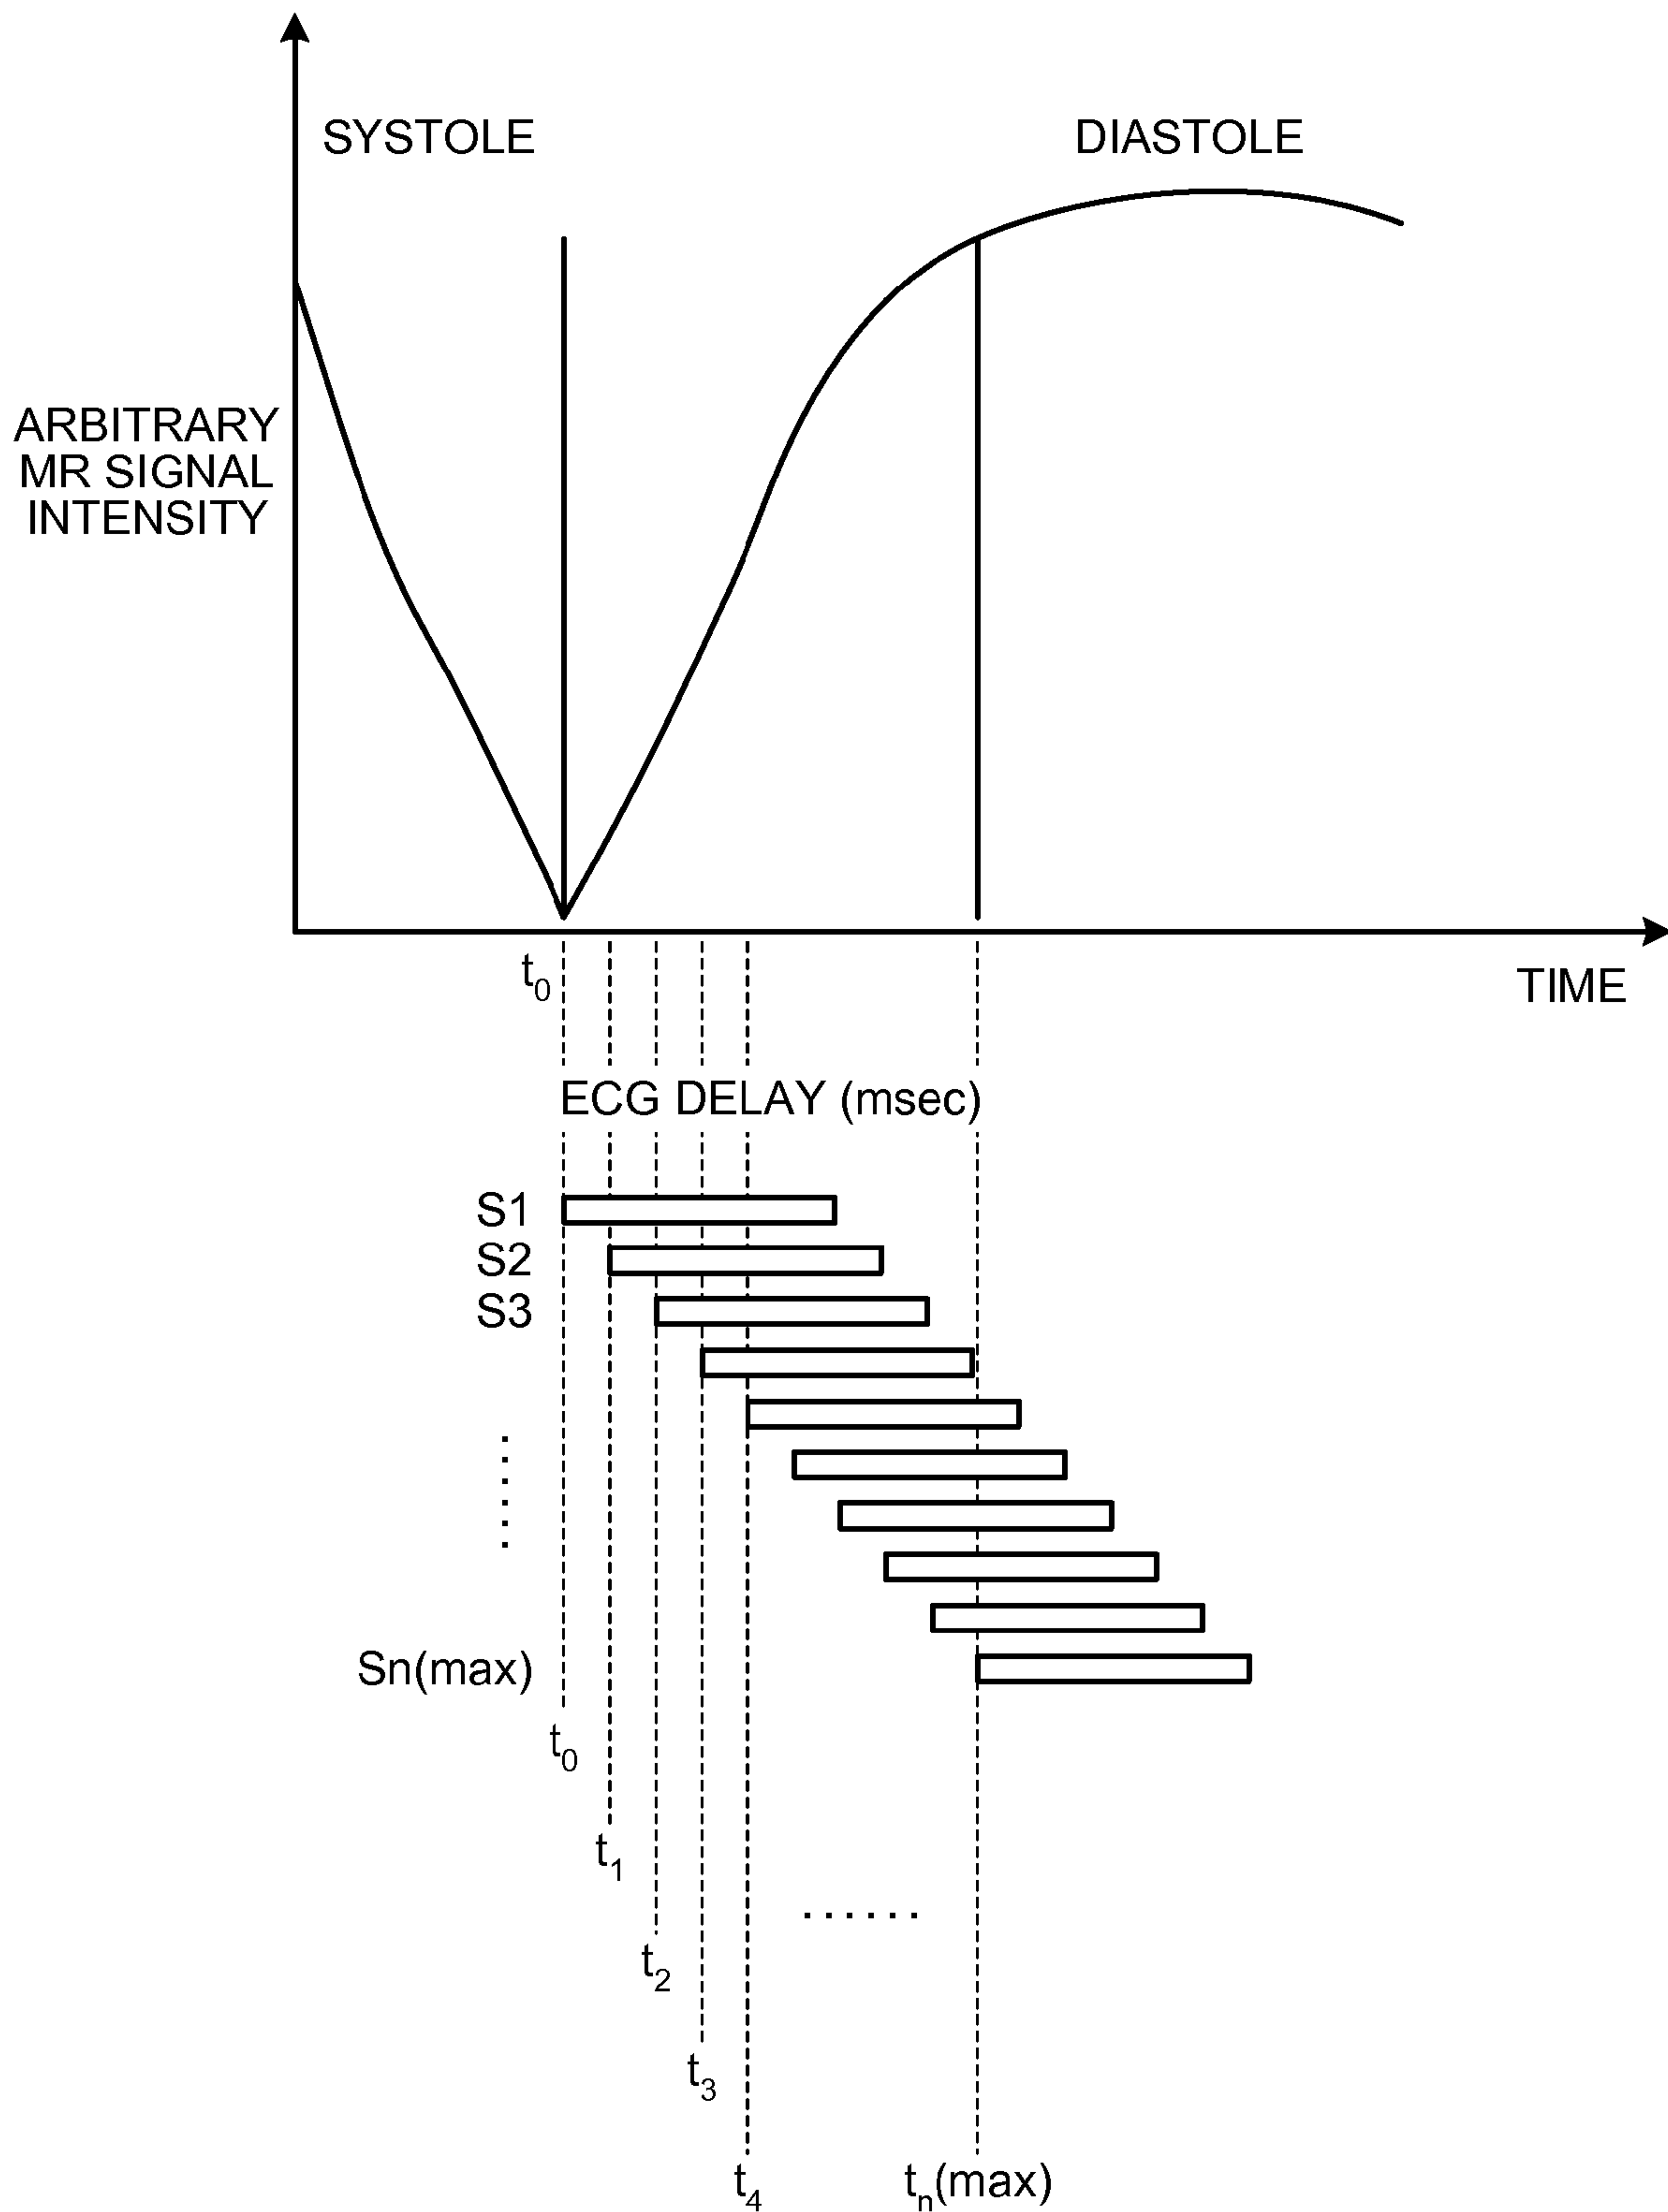 SYSTOLE
DIASTOLE
ARBITRARY
MR SIGNAL
INTENSITY
t0
TIME
ECG DELAY (msec)
S1
S2
S3
Sn(max)
t0
t1
t2
t3
t4
tn(max)